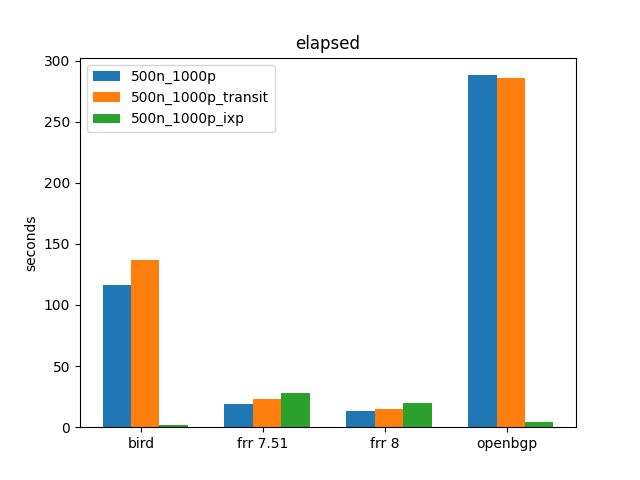 elapsed
500n_1000p
500n_1000p_transit
500n_1000p_ixp
seconds
300
250
200
150
100
50
0
bird frr 7.51 frr 8 openbgp